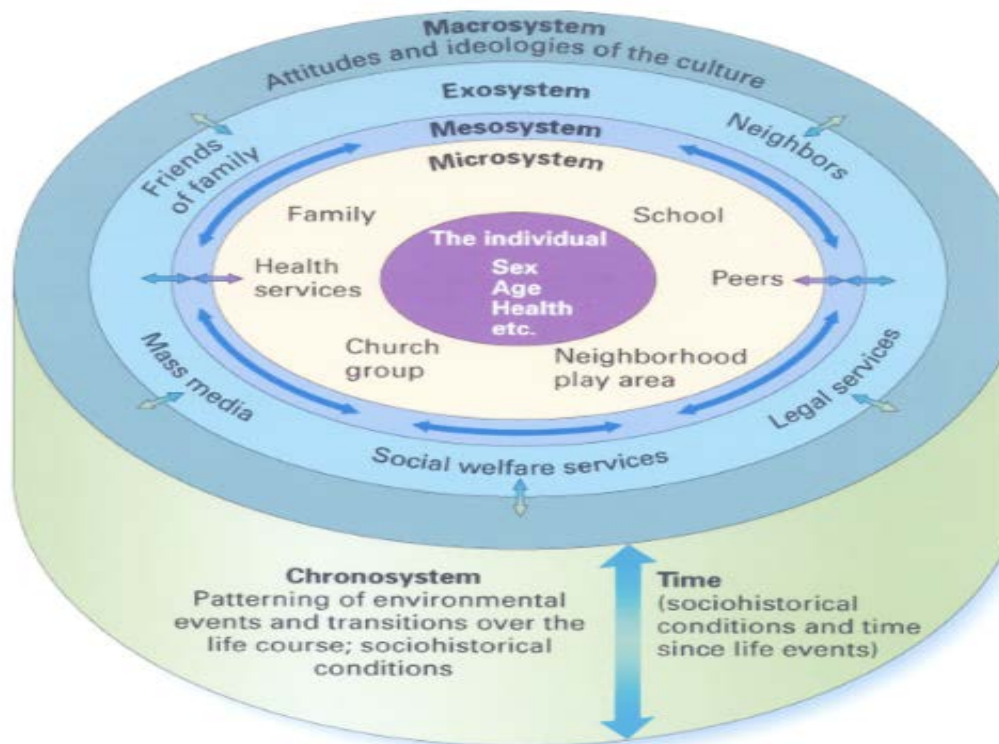 Macrosystem
Attitudes and ideologies of the culture
Exosystem
Mesosystem
Microsystem
Friends
of family
Neighbors
Family
School
The individual
Sex
Age
Health
etc.
Health
services
Peers
Church
group
Neighborhood
play area
Mass media
Legal services
Social welfare services
Chronosystem
Patterning of environmental
events and transitions over the
life course; sociohistorical
conditions
Time
(sociohistorical
conditions and time
since life events)